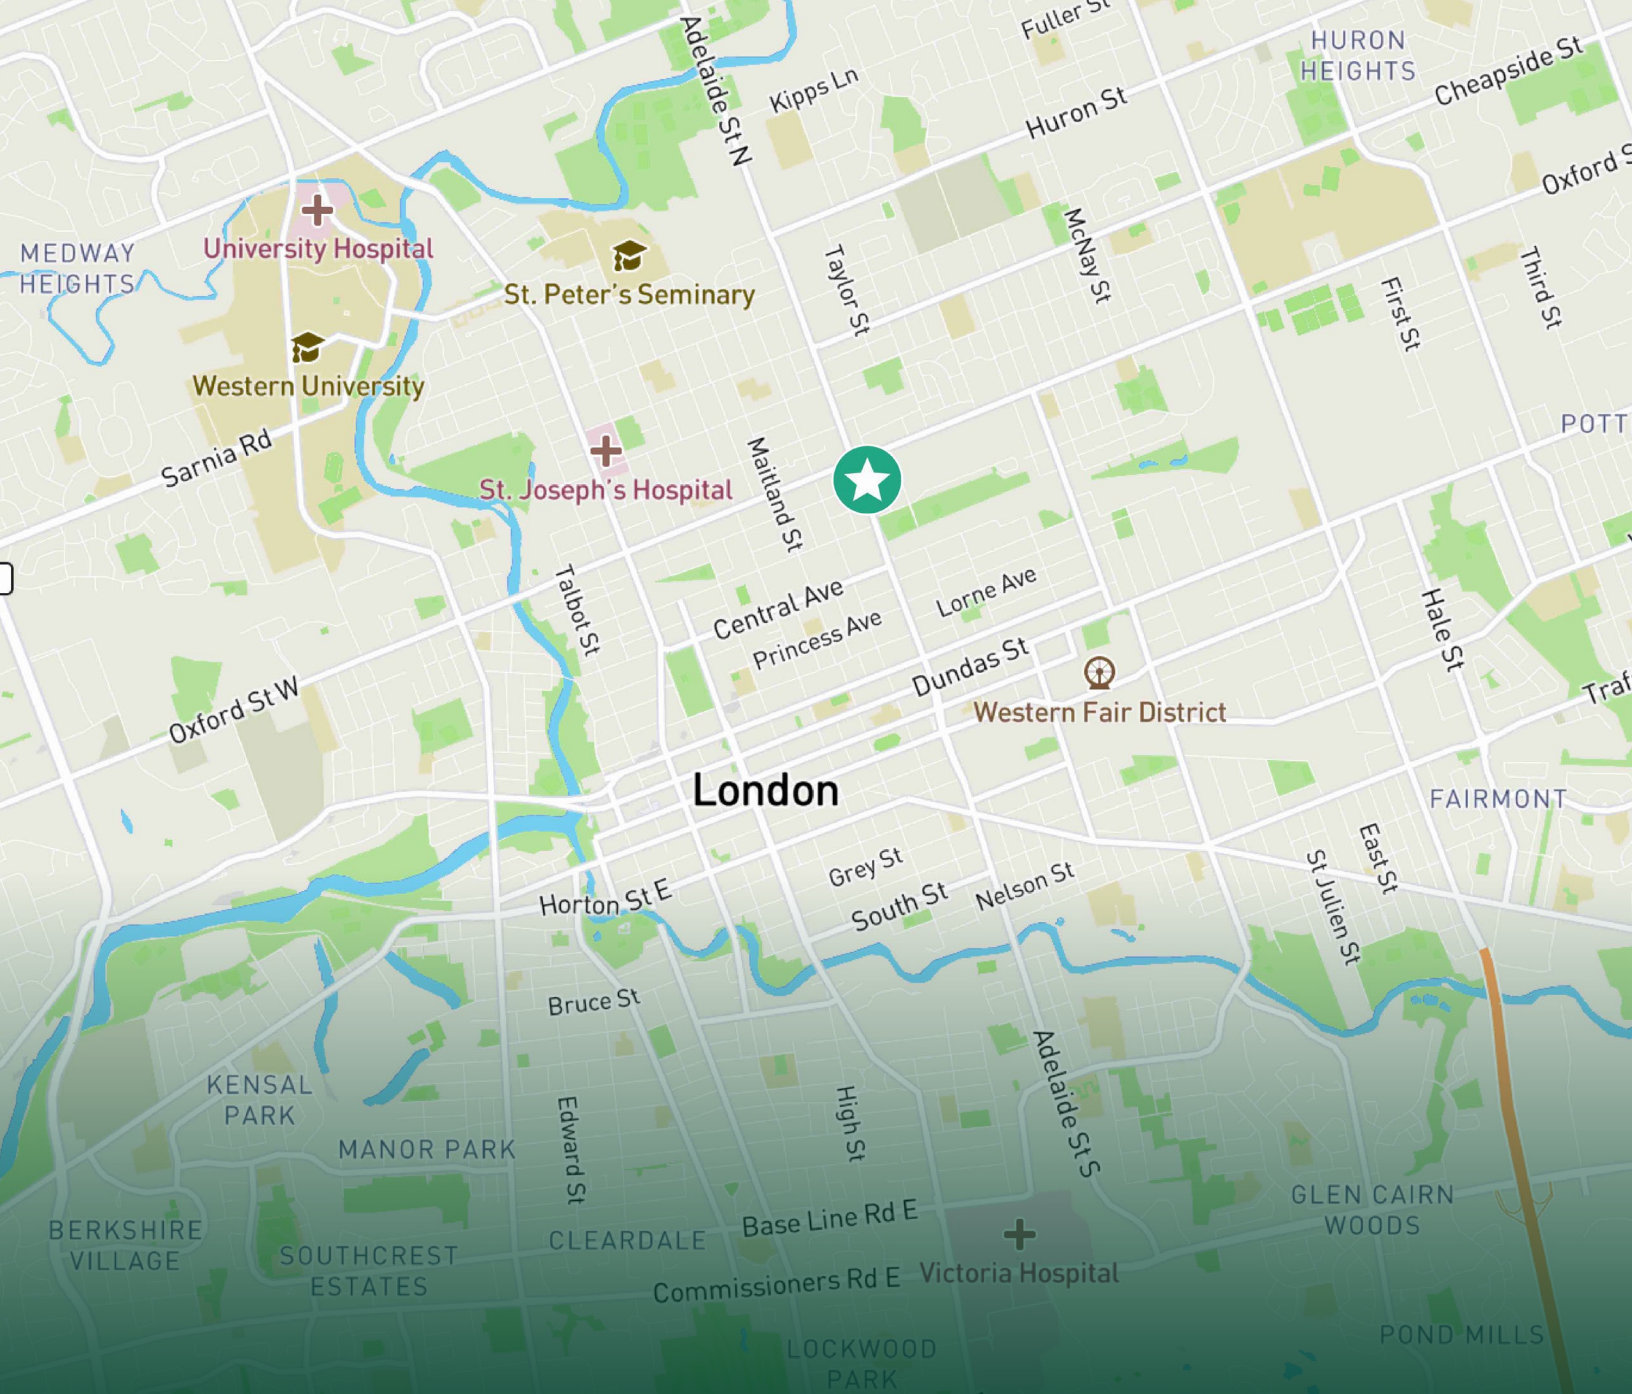 Fuller St
HURON
HEIGHTS
Cheapside St
Adelaide St N
Kipps Ln
Huron St
Oxford S
MEDWAY
HEIGHTS
University Hospital
St. Peter's Seminary
Taylor St
McNay St
First St
Third St
Western University
Sarnia Rd
St. Joseph's Hospital
Maitland St
POTT
Talbot St
Central Ave
Princess Ave
Lorne Ave
Hale St
Oxford St W
Dundas St
Western Fair District
Traf
London
FAIRMONT
Grey St
South St
Nelson St
St Julien St
East St
Horton St E
Bruce St
KENSAL
PARK
MANOR PARK
Edward St
High St
Adelaide St S
BERKSHIRE
VILLAGE
SOUTHCREST
ESTATES
CLEARDALE
Base Line Rd E
Commissioners Rd E
Victoria Hospital
GLEN CAIRN
WOODS
LOCKWOOD
PARK
POND MILLS